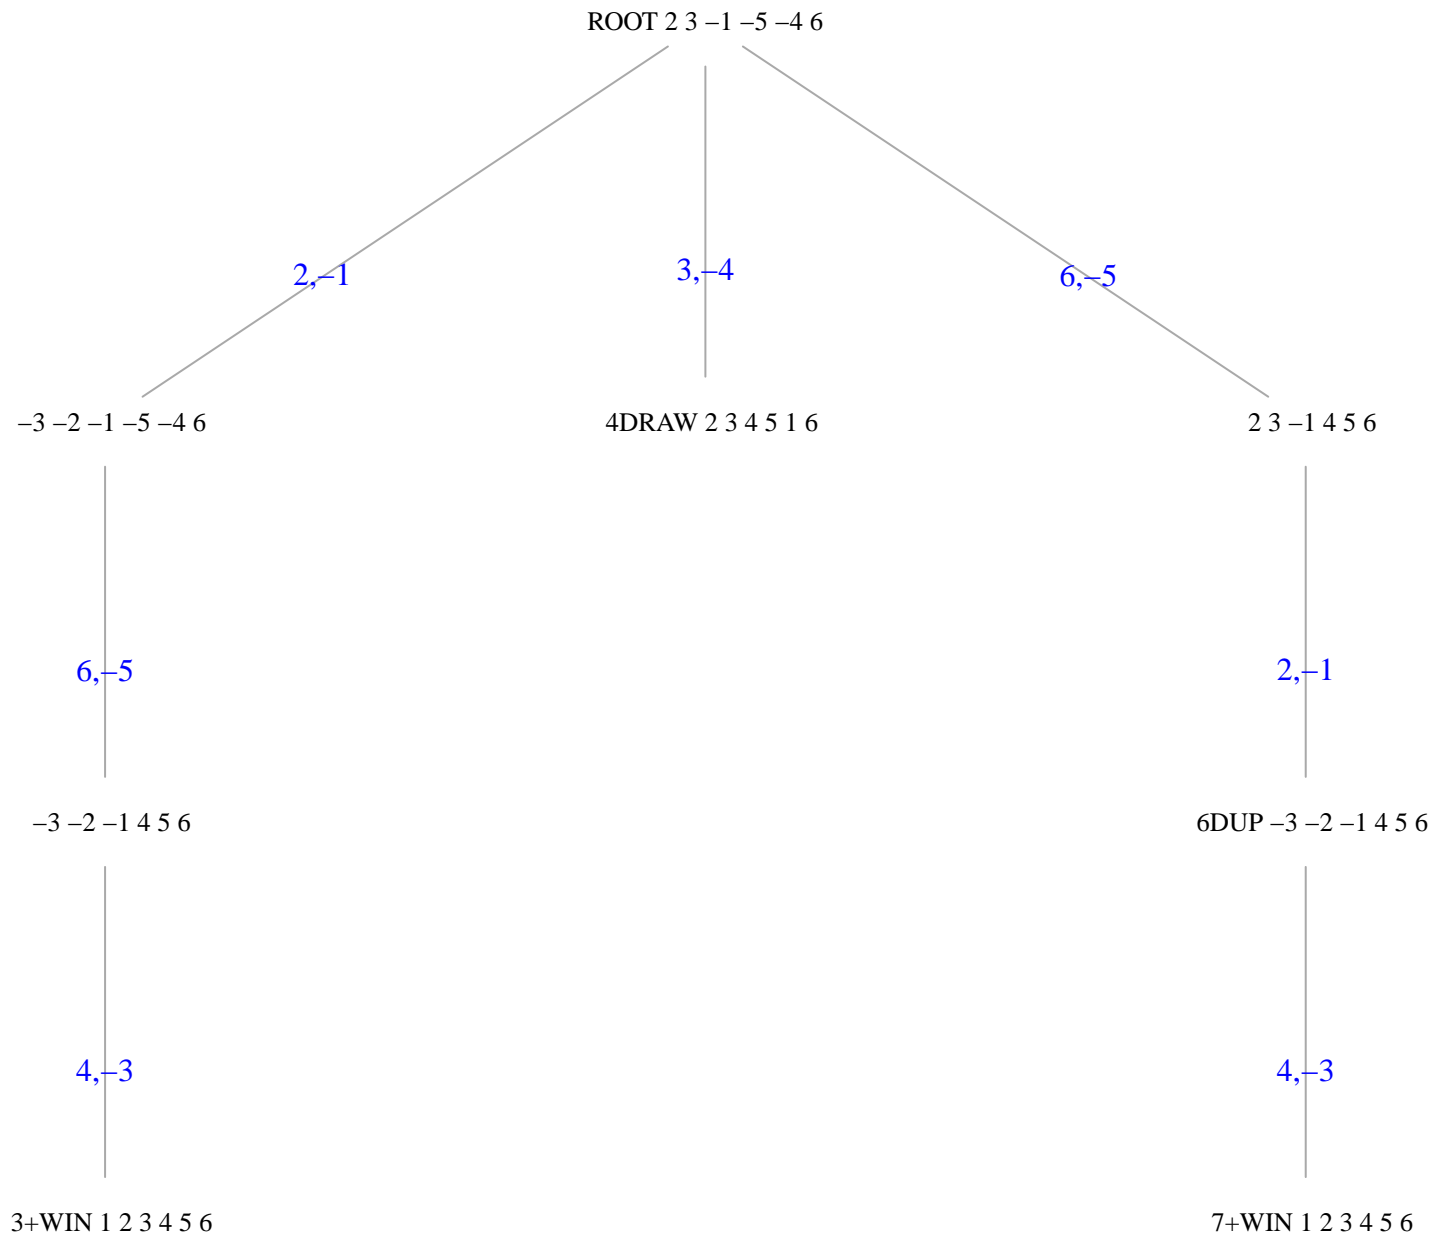 ROOT 2 3 –1 –5 –4 6
2,–1
3,–4
6,–5
–3 –2 –1 –5 –4 6
4DRAW 2 3 4 5 1 6
2 3 –1 4 5 6
6,–5
2,–1
–3 –2 –1 4 5 6
6DUP –3 –2 –1 4 5 6
4,–3
4,–3
3+WIN 1 2 3 4 5 6
7+WIN 1 2 3 4 5 6